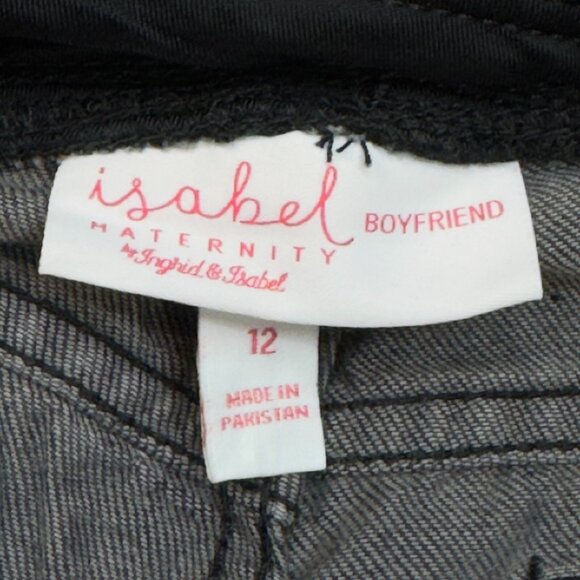 isabel
MATERNITY
by Ingrid & Isabel
BOYFRIEND
12
MADE IN
PAKISTAN